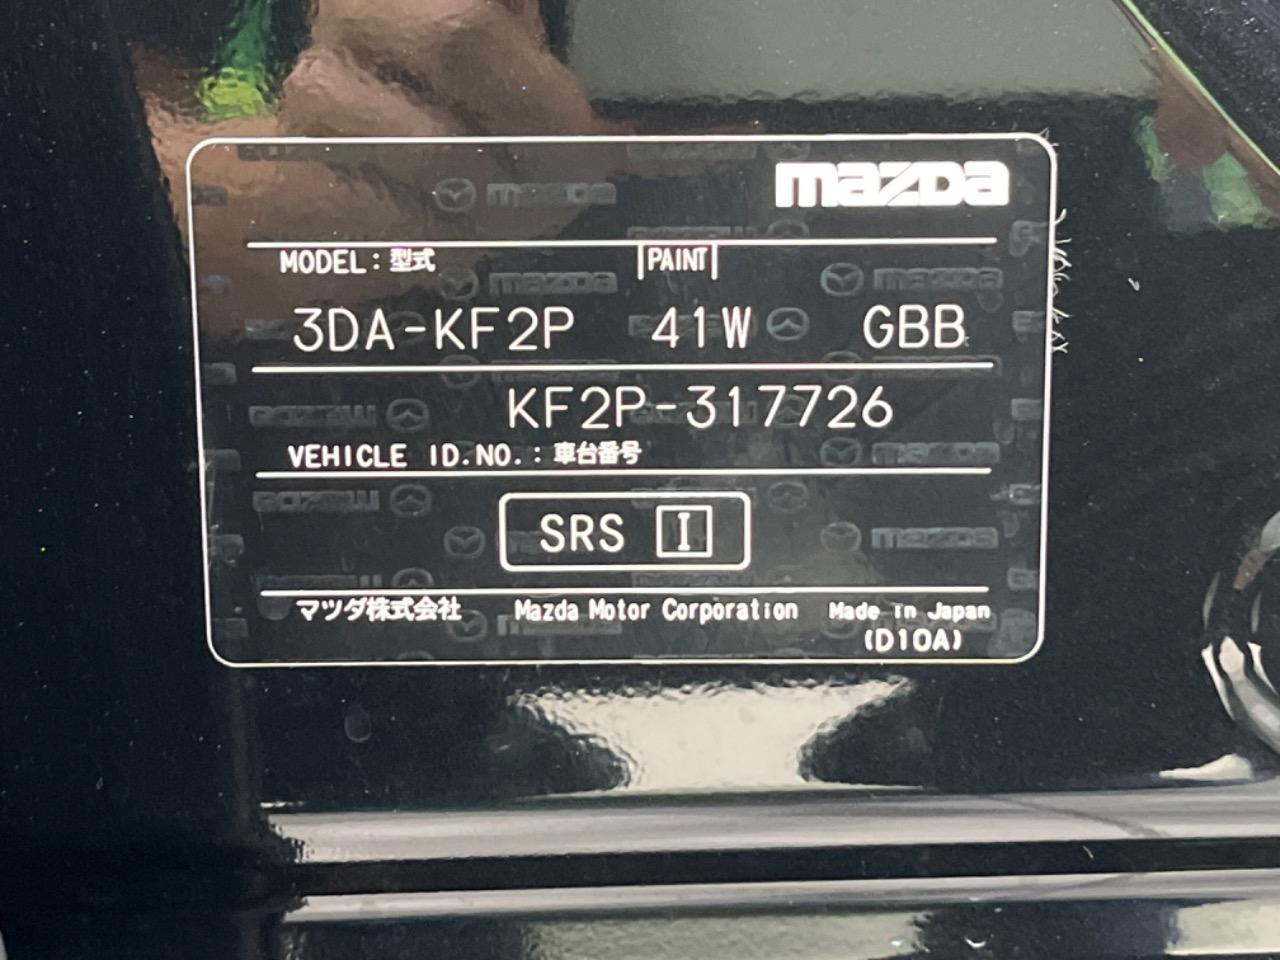 mazda
MODEL：型式 PAINT
3DA-KF2P 41W GBB
KF2P-317726
VEHICLE ID.NO.：車台番号
SRS I
マツダ株式会社 Mazda Motor Corporation Made in Japan
(D10A)